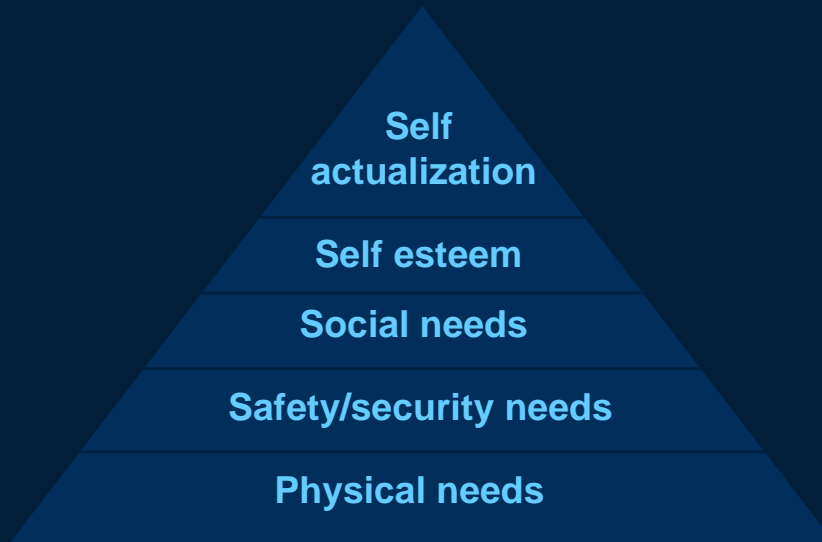 Self
actualization
Self esteem
Social needs
Safety/security needs
Physical needs